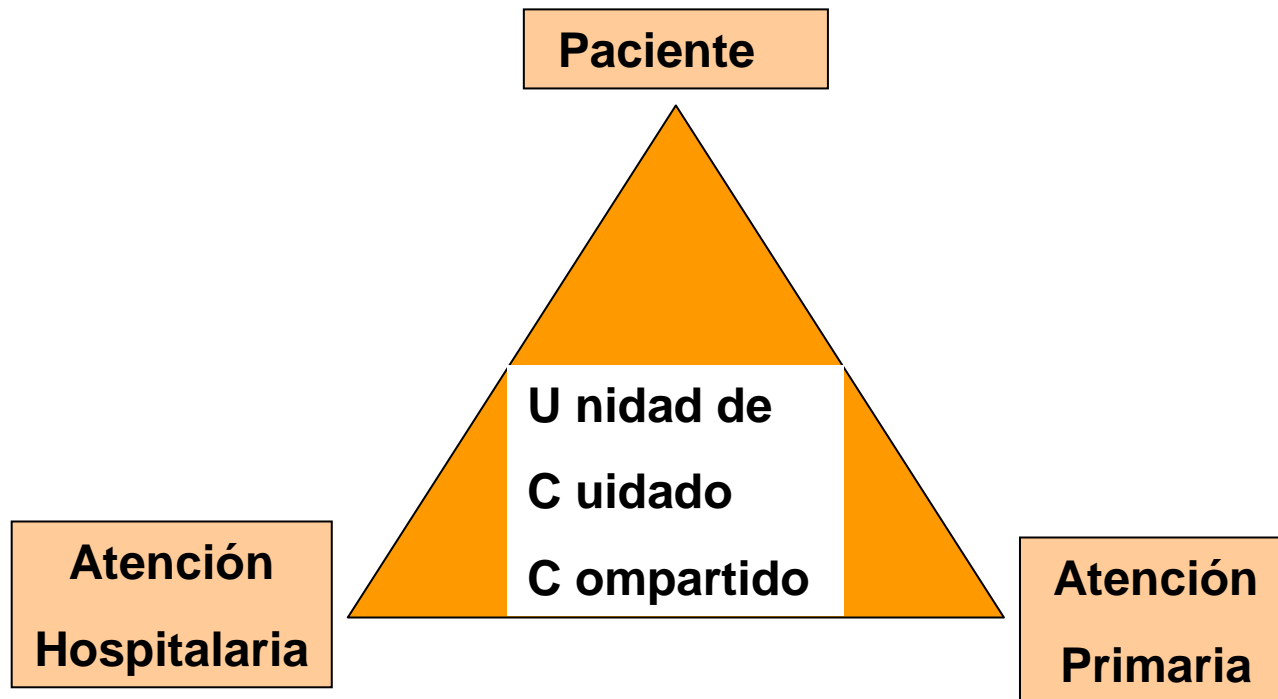 Paciente
U nidad de
C uidado
C ompartido
Atención
Hospitalaria
Atención
Primaria